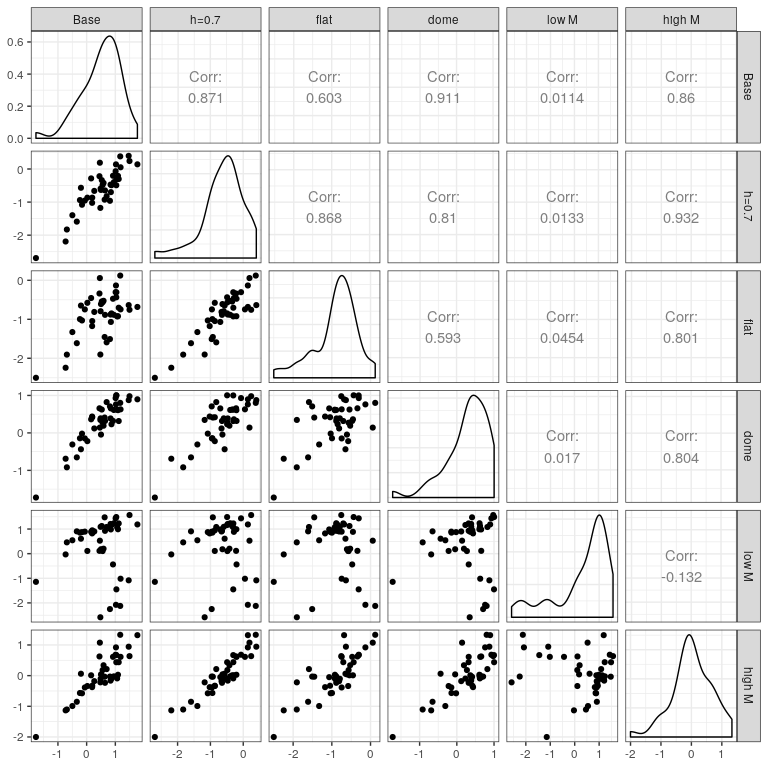 Base h=0.7 flat dome low M high M
0.6
0.4
0.2
0.0
Corr:
0.871
Corr:
0.603
Corr:
0.911
Corr:
0.0114
Corr:
0.86
Base
0
-1
-2
Corr:
0.868
Corr:
0.81
Corr:
0.0133
Corr:
0.932
h=0.7
0
-1
-2
Corr:
0.593
Corr:
0.0454
Corr:
0.801
flat
1
0
-1
Corr:
0.017
Corr:
0.804
dome
1
0
-1
-2
Corr:
-0.132
low M
1
0
-1
-2
high M
-1 0 1 -2 -1 0 -2 -1 0 -1 0 1 -2 -1 0 1 -2 -1 0 1